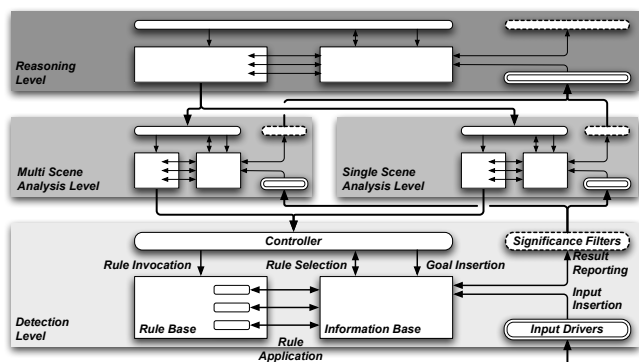 Reasoning
Level
Multi Scene
Analysis Level
Single Scene
Analysis Level
Controller
Significance Filters
Rule Invocation
Rule Selection
Goal Insertion
Result
Reporting
Input
Insertion
Detection
Level
Rule Base
Information Base
Input Drivers
Rule
Application